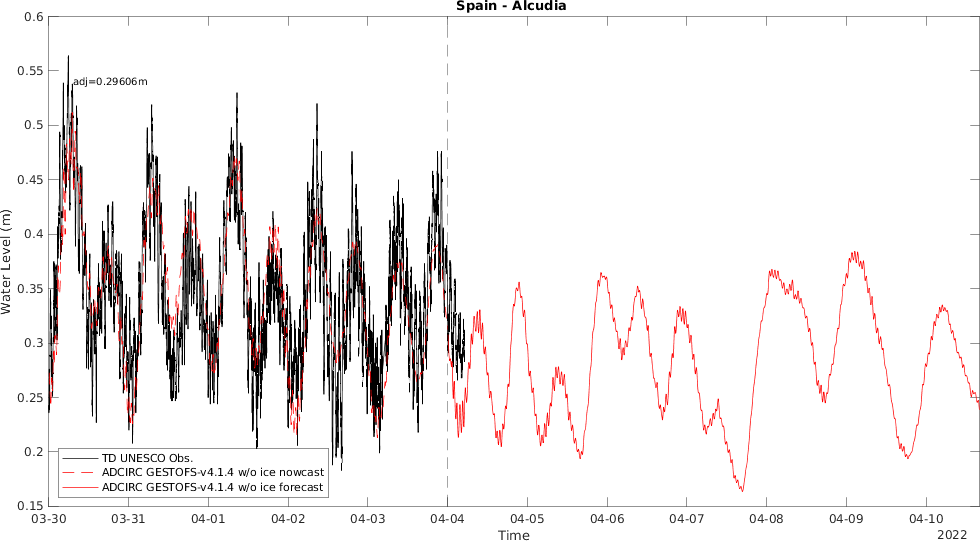 Spain - Alcudia
0.6
0.55
0.5
0.45
0.4
0.35
0.3
0.25
0.2
0.15
Water Level (m)
adj=0.29606m
TD UNESCO Obs.
ADCIRC GESTOFS-v4.1.4 w/o ice nowcast
ADCIRC GESTOFS-v4.1.4 w/o ice forecast
03-30 03-31 04-01 04-02 04-03 04-04 04-05 04-06 04-07 04-08 04-09 04-10
Time
2022